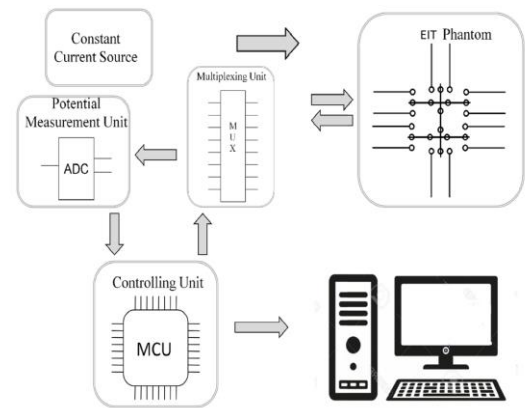 Constant
Current Source
EIT Phantom
Multiplexing Unit
M
U
X
Potential
Measurement Unit
ADC
Controlling Unit
MCU